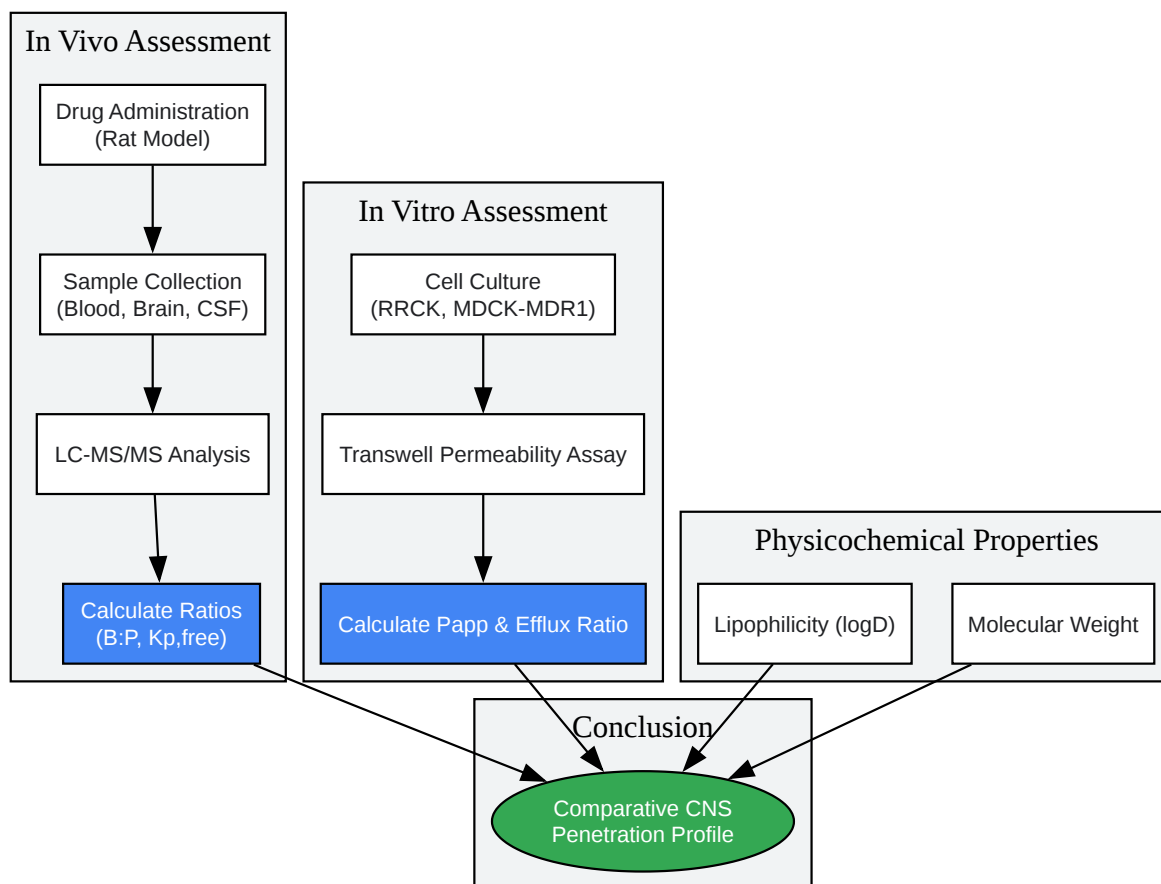 In Vivo Assessment
Drug Administration
(Rat Model)
Sample Collection
(Blood, Brain, CSF)
LC-MS/MS Analysis
Calculate Ratios
(B:P, Kp,free)
In Vitro Assessment
Cell Culture
(RRCK, MDCK-MDR1)
Transwell Permeability Assay
Calculate Papp & Efflux Ratio
Physicochemical Properties
Lipophilicity (logD)
Molecular Weight
Conclusion
Comparative CNS
Penetration Profile